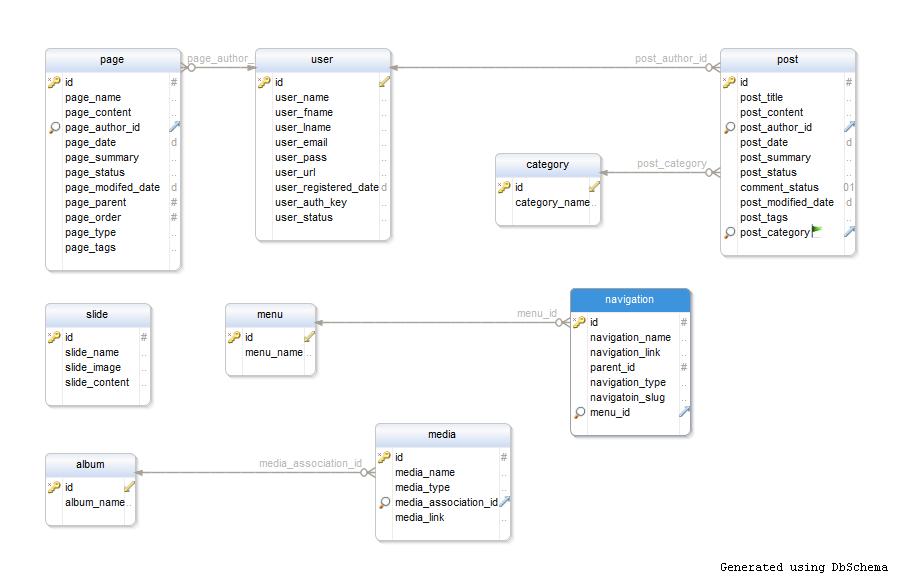 page
id #
page_name
page_content
page_author_id
page_date d
page_summary
page_status
page_modifed_date d
page_parent #
page_order #
page_type
page_tags
page_author_
user
id
user_name
user_fname
user_lname
user_email
user_pass
user_url
user_registered_date d
user_auth_key
user_status
post_author_id
post
id #
post_title
post_content
post_author_id
post_date d
post_summary
post_status
comment_status 01
post_modified_date d
post_tags
post_category
category
id
category_name
post_category
slide
id #
slide_name
slide_image
slide_content
menu
id
menu_name
menu_id
navigation
id #
navigation_name
navigation_link
parent_id #
navigation_type
navigatoin_slug
menu_id
album
id
album_name
media_association_id
media
id #
media_name
media_type
media_association_id
media_link
Generated using DbSchema